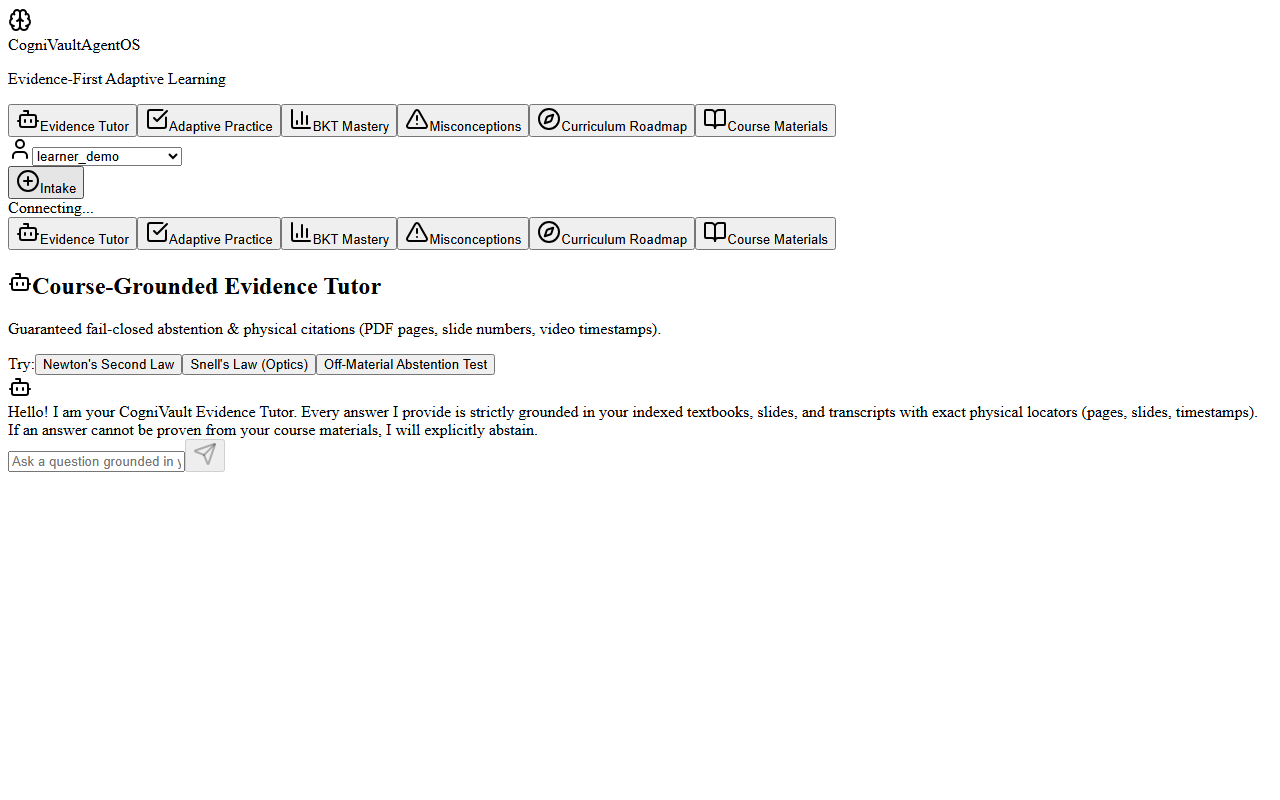 CogniVaultAgentOS
Evidence-First Adaptive Learning
Evidence Tutor Adaptive Practice BKT Mastery Misconceptions Curriculum Roadmap Course Materials
learner_demo
Intake
Connecting...
Evidence Tutor Adaptive Practice BKT Mastery Misconceptions Curriculum Roadmap Course Materials
Course-Grounded Evidence Tutor
Guaranteed fail-closed abstention & physical citations (PDF pages, slide numbers, video timestamps).
Try: Newton's Second Law Snell's Law (Optics) Off-Material Abstention Test
Hello! I am your CogniVault Evidence Tutor. Every answer I provide is strictly grounded in your indexed textbooks, slides, and transcripts with exact physical locators (pages, slides, timestamps).
If an answer cannot be proven from your course materials, I will explicitly abstain.
Ask a question grounded in